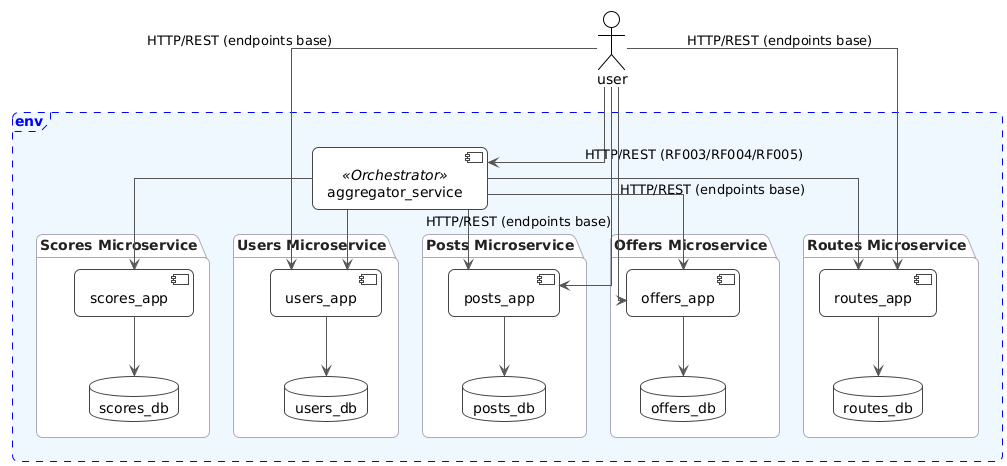 HTTP/REST (endpoints base)
HTTP/REST (endpoints base)
user
env
HTTP/REST (RF003/RF004/RF005)
«Orchestrator»
aggregator_service
HTTP/REST (endpoints base)
HTTP/REST (endpoints base)
Scores Microservice
Users Microservice
Posts Microservice
Offers Microservice
Routes Microservice
scores_app
users_app
posts_app
offers_app
routes_app
scores_db
users_db
posts_db
offers_db
routes_db